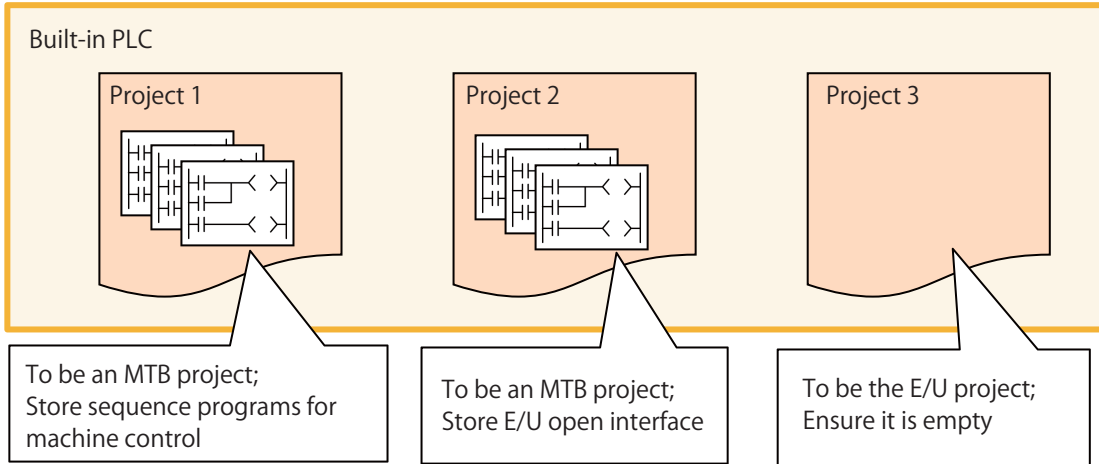 Built-in PLC
Project 1
Project 2
Project 3
To be an MTB project;
Store sequence programs for
machine control
To be an MTB project;
Store E/U open interface
To be the E/U project;
Ensure it is empty